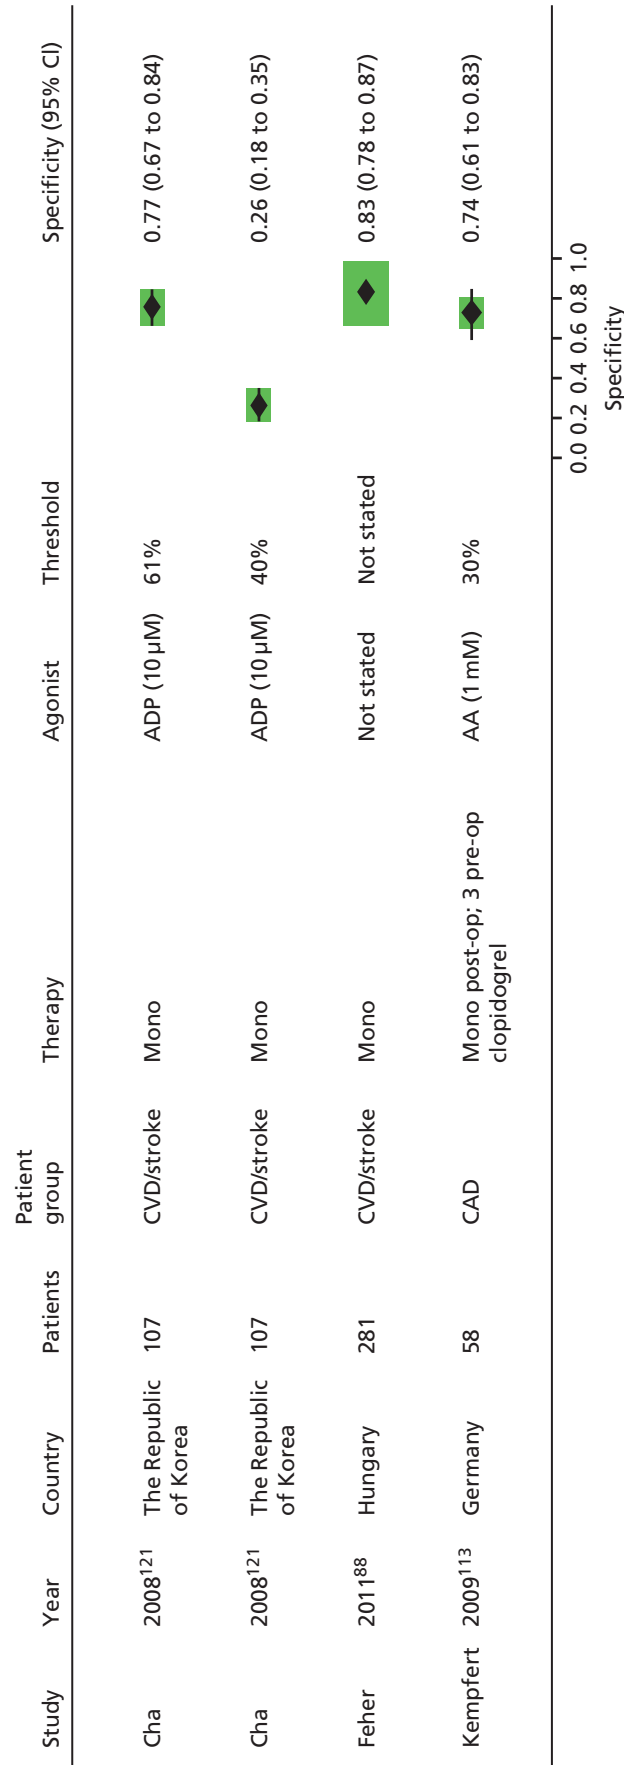 Study Year Country Patients Patient group Therapy Agonist Threshold Specificity (95% CI)
Cha 2008121 The Republic of Korea 107 CVD/stroke Mono ADP (10 µM) 61% 0.77 (0.67 to 0.84)
Cha 2008121 The Republic of Korea 107 CVD/stroke Mono ADP (10 µM) 40% 0.26 (0.18 to 0.35)
Feher 201188 Hungary 281 CVD/stroke Mono Not stated Not stated 0.83 (0.78 to 0.87)
Kempfert 2009113 Germany 58 CAD Mono post-op; 3 pre-op clopidogrel AA (1 mM) 30% 0.74 (0.61 to 0.83)
0.0 0.2 0.4 0.6 0.8 1.0
Specificity